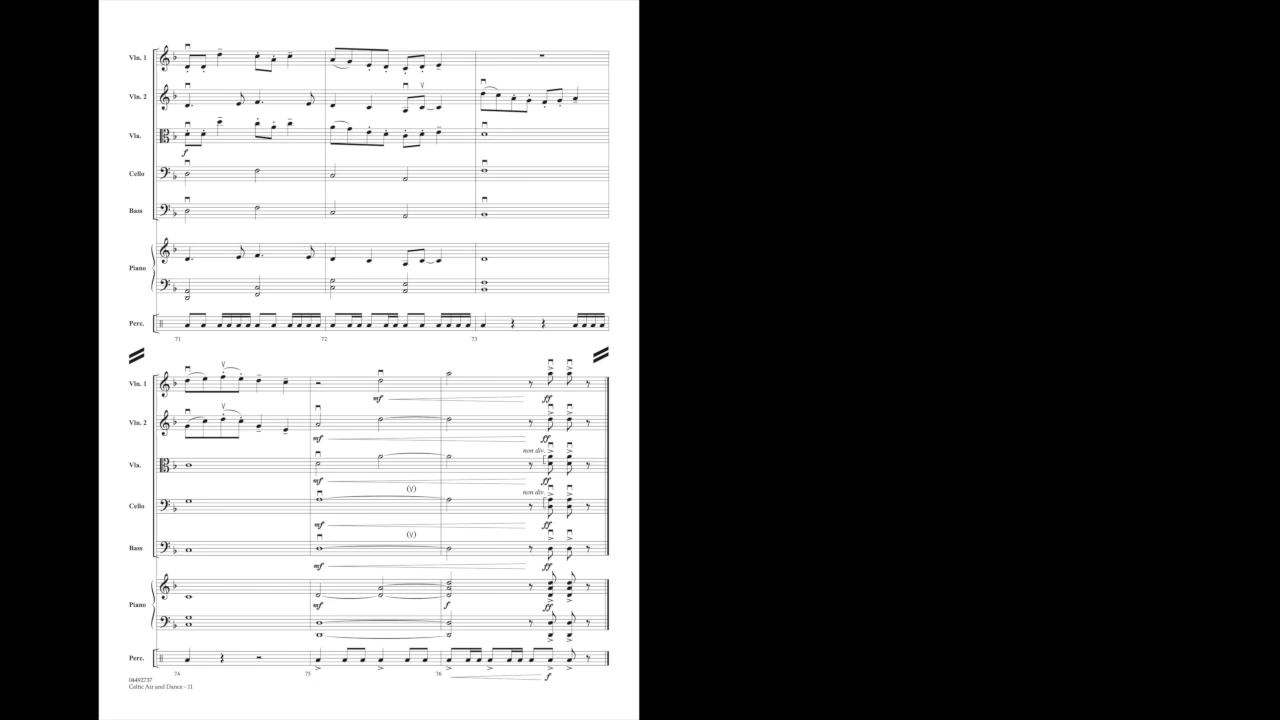 Vln. 1
Vln. 2
Vla.
f
Cello
Bass
Piano
Perc.
71 72 73
Vln. 1
mf ff
Vln. 2
mf ff
non div.
Vla.
mf ff
non div.
Cello
mf ff
Bass
mf ff
Piano
mf f ff
Perc.
74 75 76
f
04492737
Celtic Air and Dance - 11